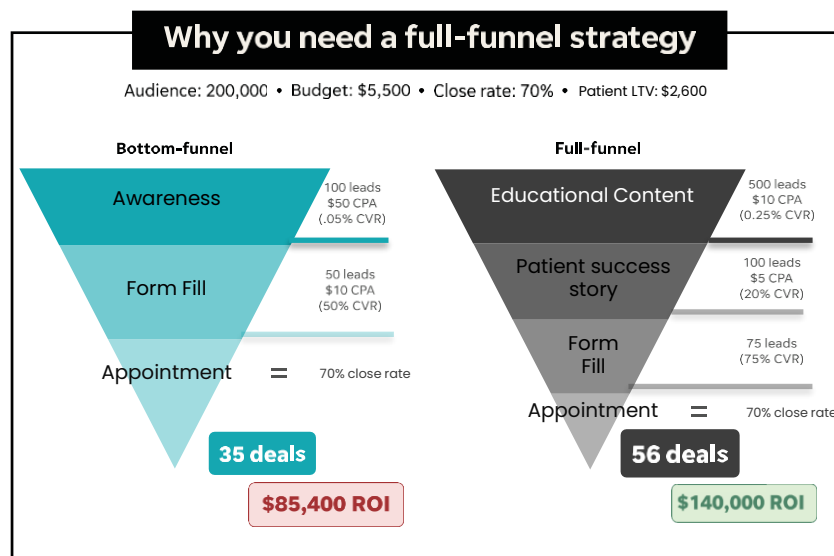 Why you need a full-funnel strategy
Audience: 200,000 • Budget: $5,500 • Close rate: 70% • Patient LTV: $2,600
Bottom-funnel
Awareness
100 leads
$50 CPA
(.05% CVR)
Form Fill
50 leads
$10 CPA
(50% CVR)
Appointment
=
70% close rate
35 deals
$85,400 ROI
Full-funnel
Educational Content
500 leads
$10 CPA
(0.25% CVR)
Patient success
story
100 leads
$5 CPA
(20% CVR)
Form
Fill
75 leads
(75% CVR)
Appointment
=
70% close rate
56 deals
$140,000 ROI